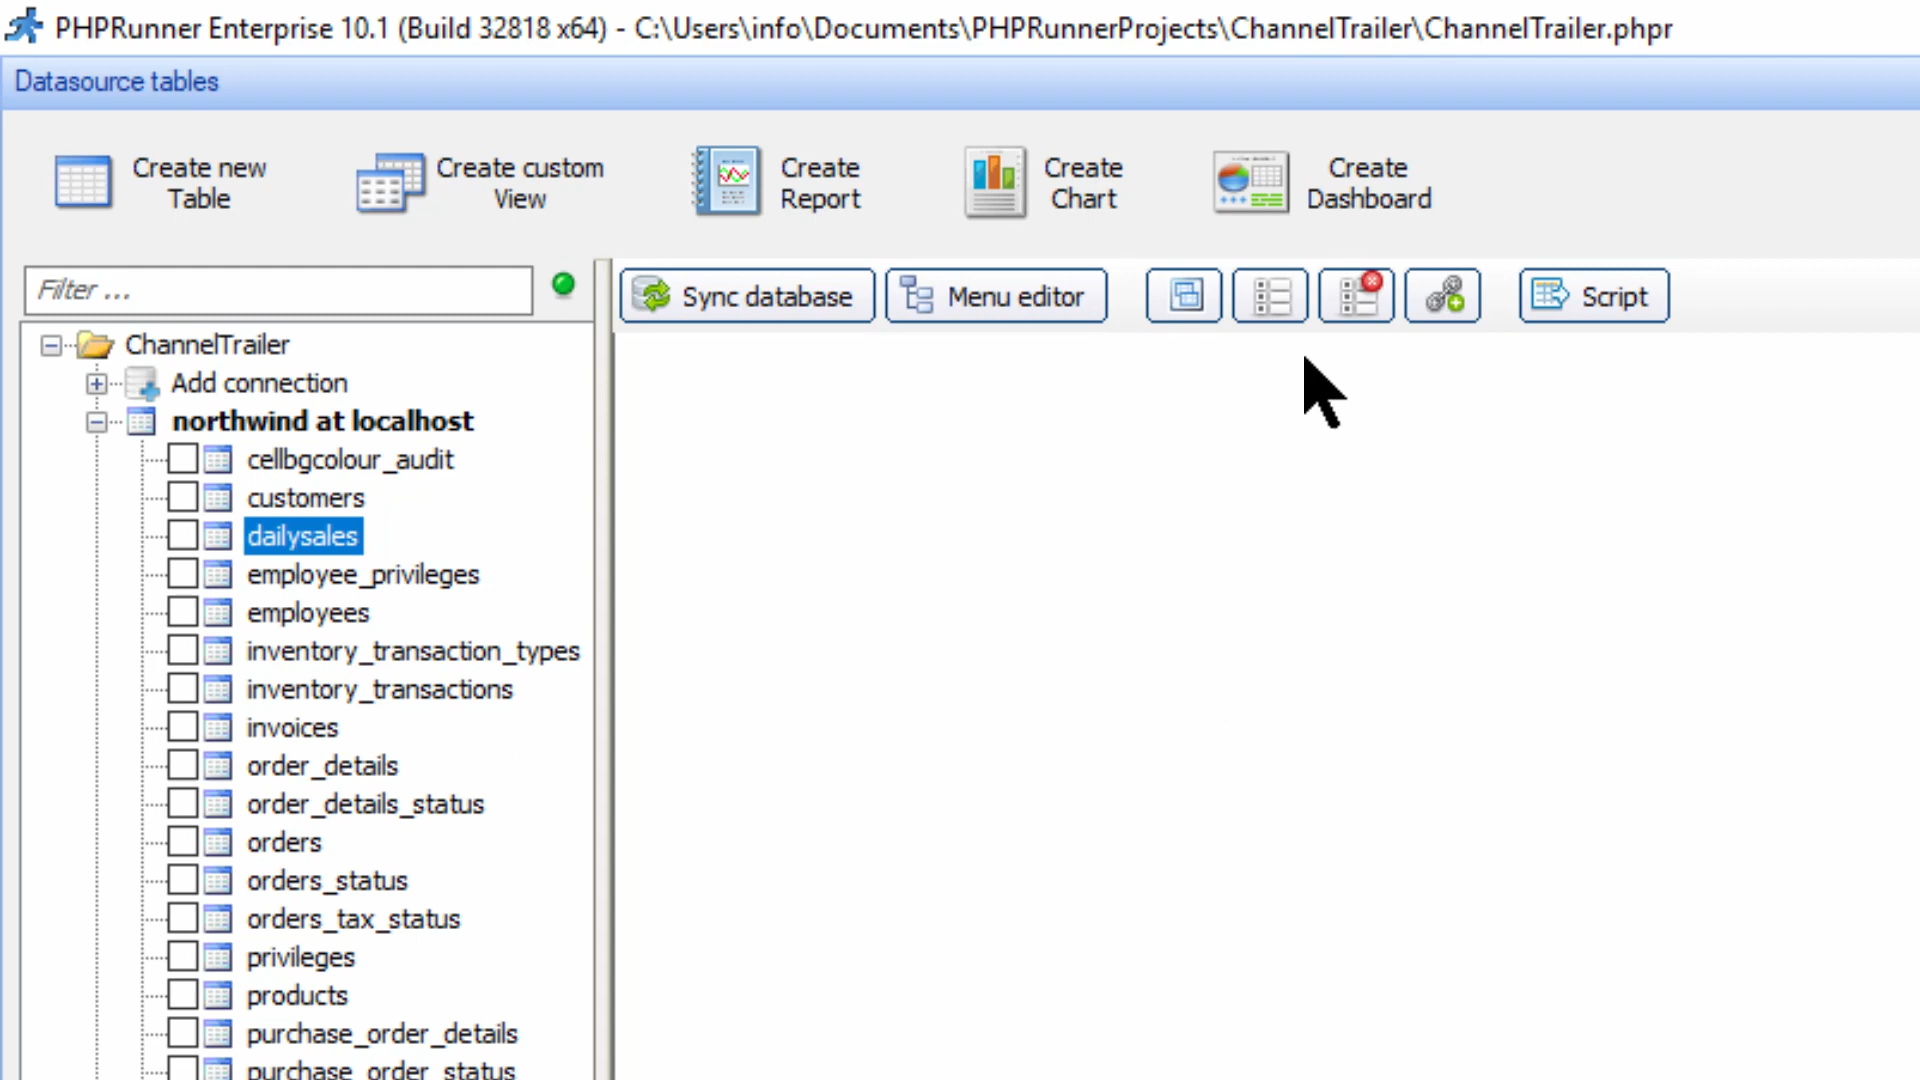 PHPRunner Enterprise 10.1 (Build 32818 x64) - C:\Users\info\Documents\PHPRunnerProjects\ChannelTrailer\ChannelTrailer.phpr
Datasource tables
Create new
Table
Create custom
View
Create
Report
Create
Chart
Create
Dashboard
Filter ...
Sync database
Menu editor
Script
ChannelTrailer
Add connection
northwind at localhost
cellbgcolour_audit
customers
dailysales
employee_privileges
employees
inventory_transaction_types
inventory_transactions
invoices
order_details
order_details_status
orders
orders_status
orders_tax_status
privileges
products
purchase_order_details
purchase_order_status